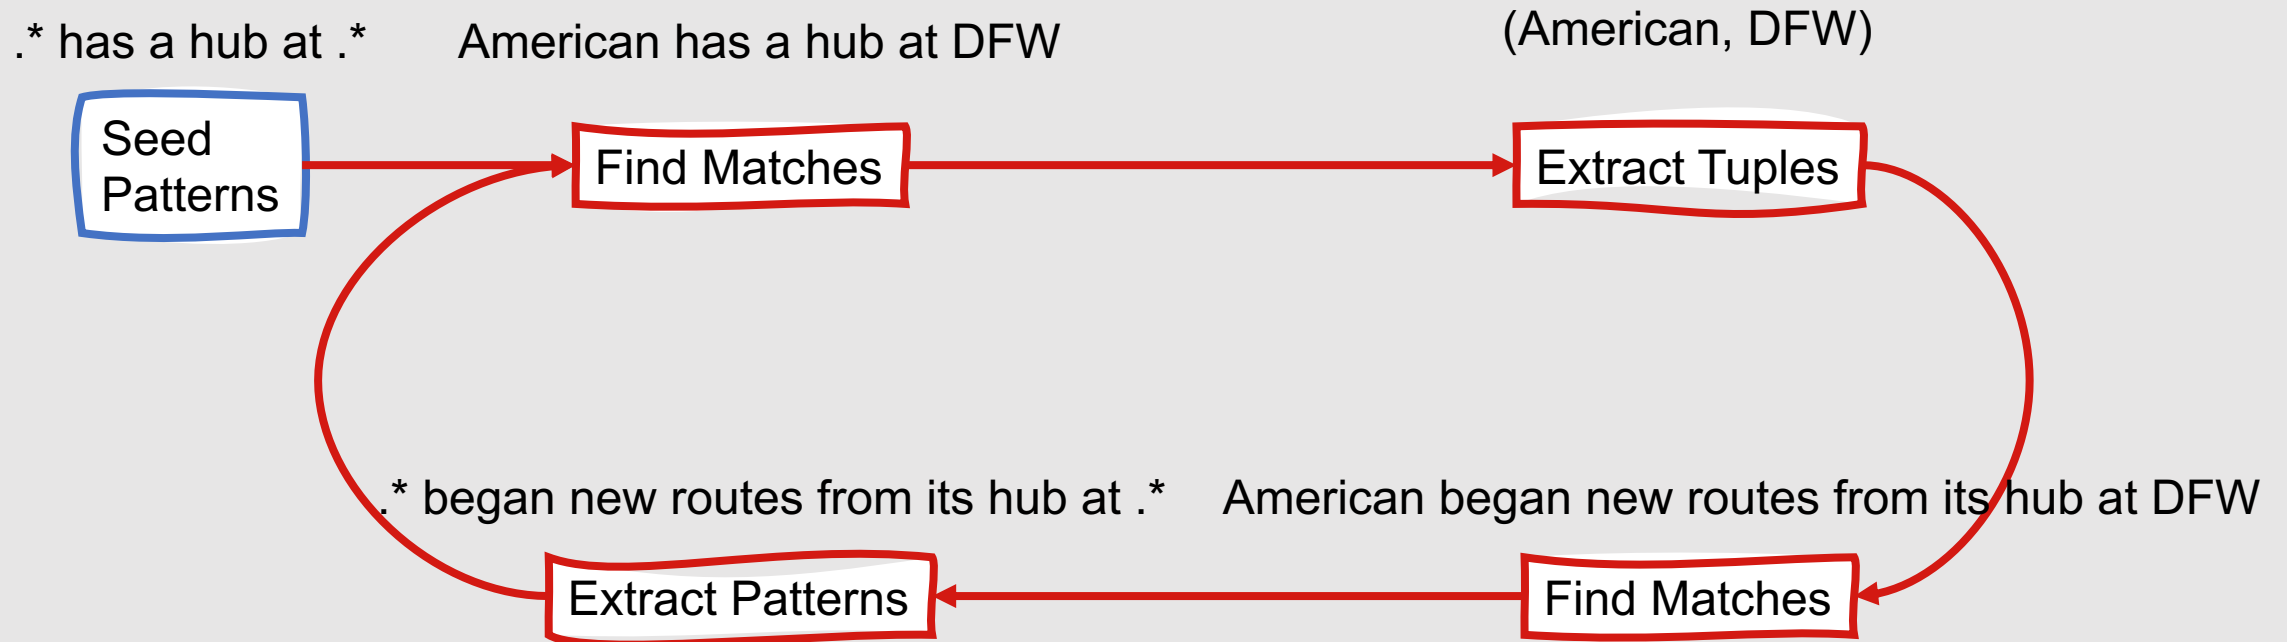 .* has a hub at .*
American has a hub at DFW
(American, DFW)
Seed
Patterns
Find Matches
Extract Tuples
.* began new routes from its hub at .*
American began new routes from its hub at DFW
Extract Patterns
Find Matches